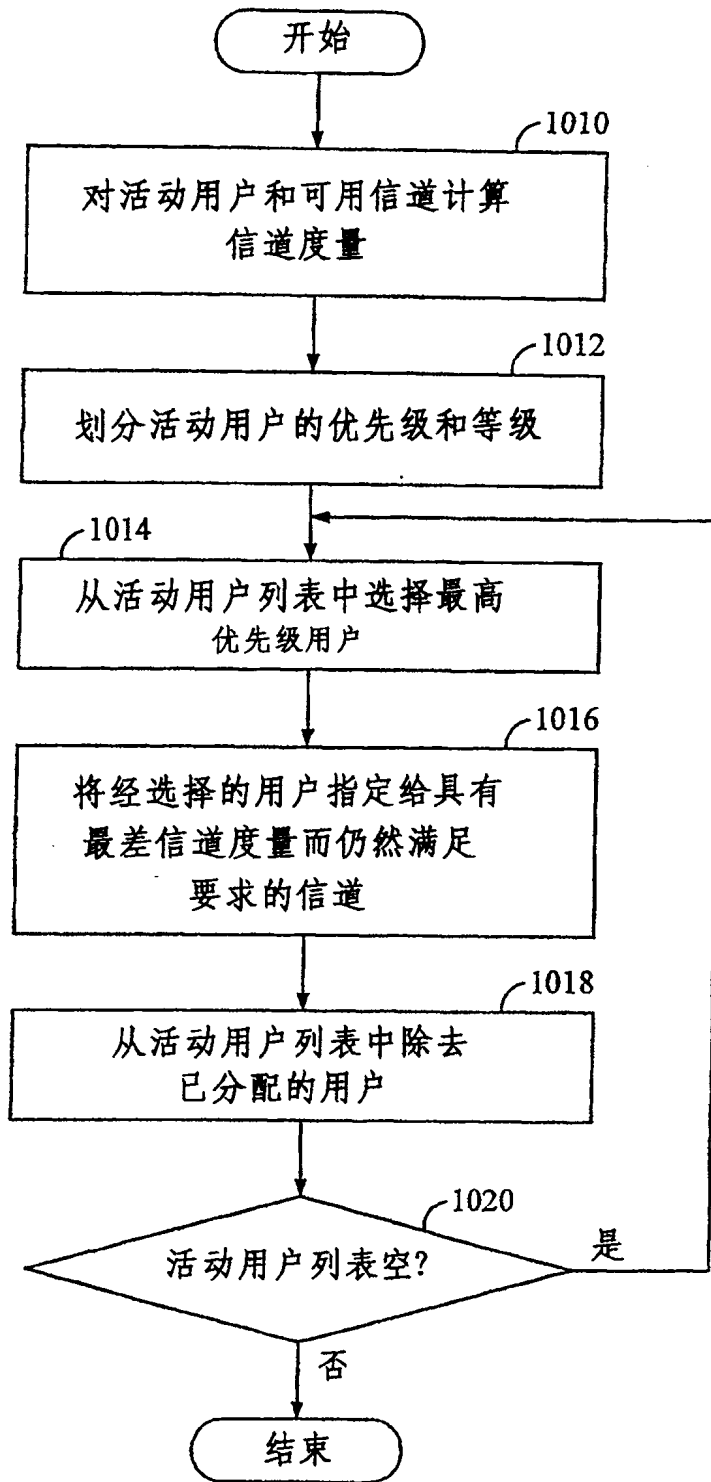 开始
1010
对活动用户和可用信道计算
信道度量
1012
划分活动用户的优先级和等级
1014
从活动用户列表中选择最高
优先级用户
1016
将经选择的用户指定给具有
最差信道度量而仍然满足
要求的信道
1018
从活动用户列表中除去
已分配的用户
1020
活动用户列表空?
是
否
结束